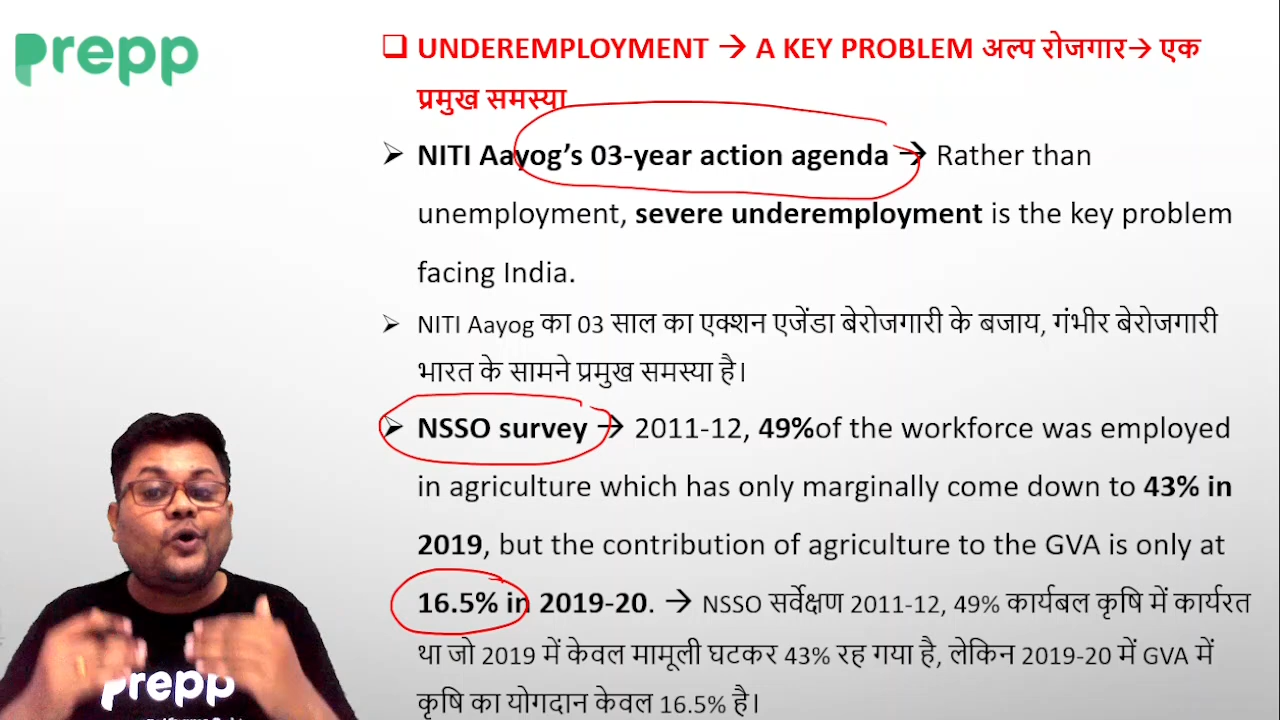 Prepp
❑ UNDEREMPLOYMENT → A KEY PROBLEM अल्प रोजगार→ एक
प्रमुख समस्या
➢ NITI Aayog’s 03-year action agenda → Rather than
unemployment, severe underemployment is the key problem
facing India.
➢ NITI Aayog का 03 साल का एक्शन एजेंडा बेरोजगारी के बजाय, गंभीर बेरोजगारी
भारत के सामने प्रमुख समस्या है।
➢ NSSO survey → 2011-12, 49%of the workforce was employed
in agriculture which has only marginally come down to 43% in
2019, but the contribution of agriculture to the GVA is only at
16.5% in 2019-20. → NSSO सर्वेक्षण 2011-12, 49% कार्यबल कृषि में कार्यरत
था जो 2019 में केवल मामूली घटकर 43% रह गया है, लेकिन 2019-20 में GVA में
कृषि का योगदान केवल 16.5% है।
prepp